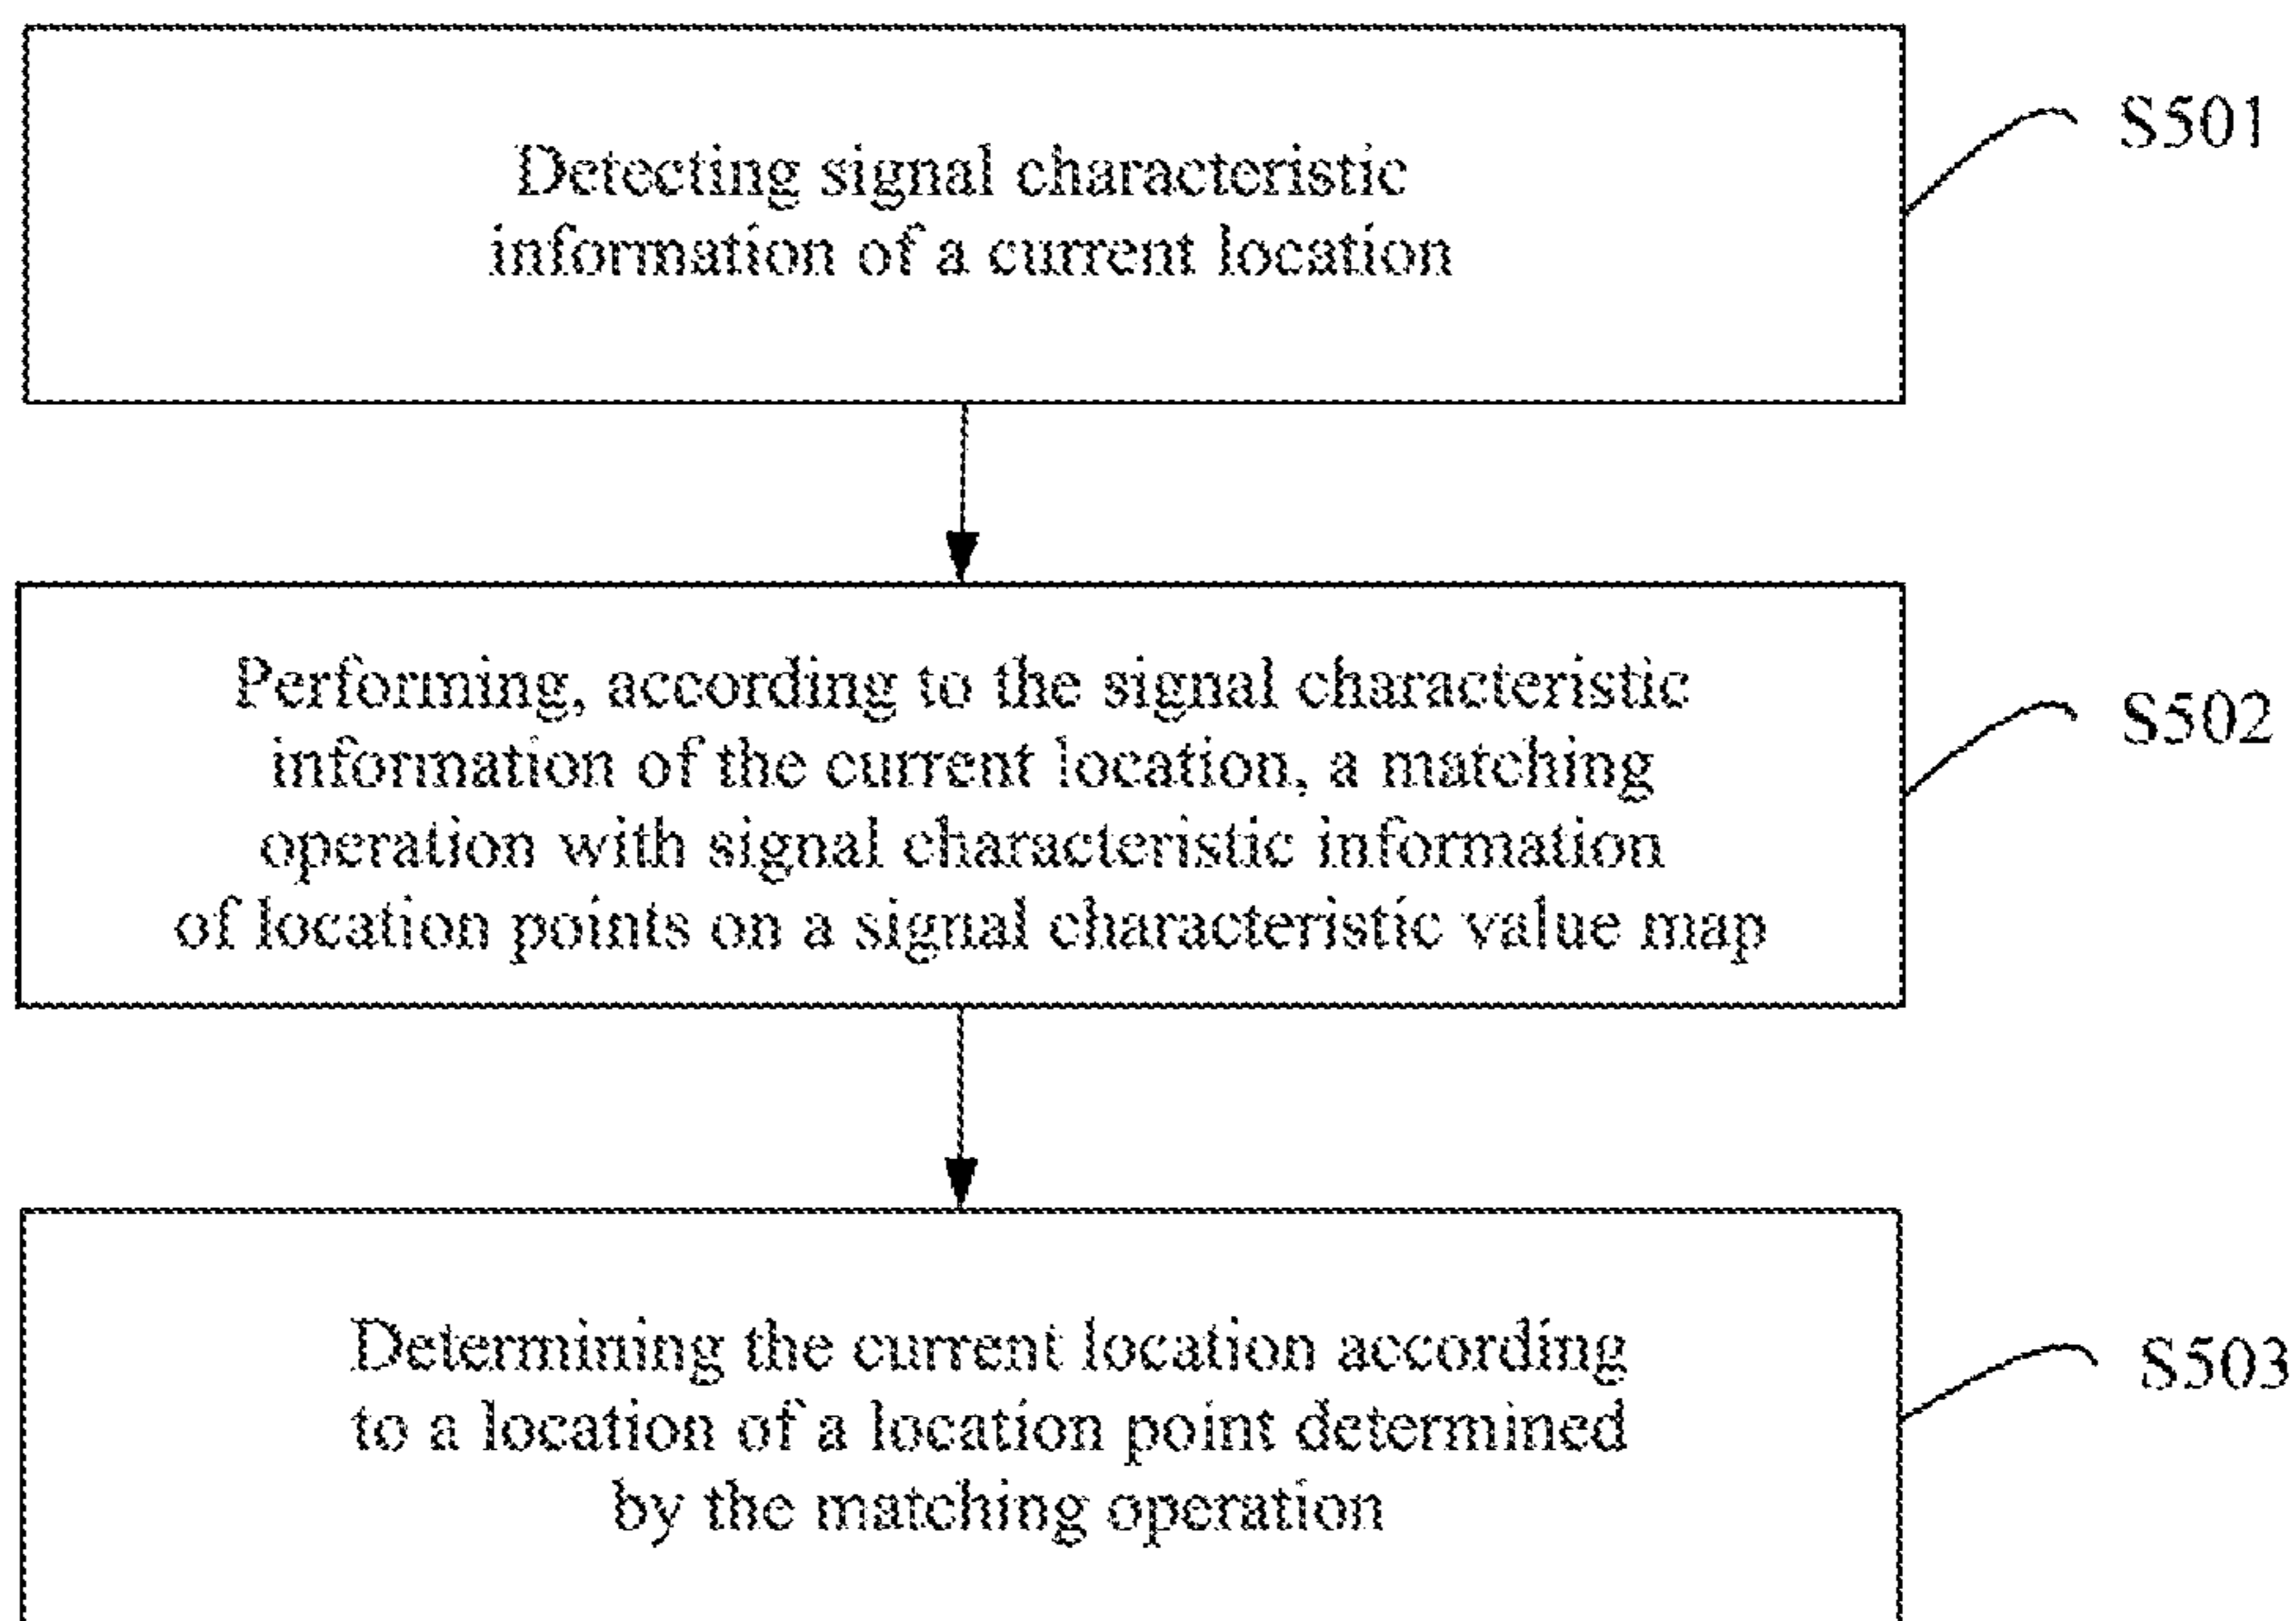 Detecting signal characteristic
information of a current location
S501
Performing, according to the signal characteristic
information of the current location, a matching
operation with signal characteristic information
of location points on a signal characteristic value map
S502
Determining the current location according
to a location of a location point determined
by the matching operation
S503